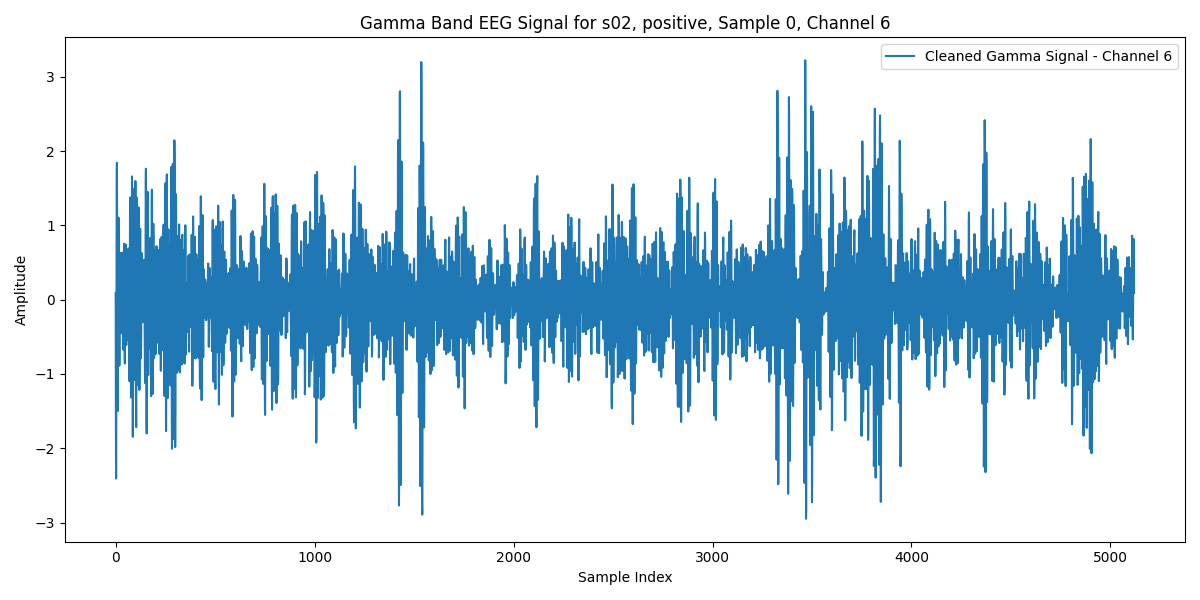 Gamma Band EEG Signal for s02, positive, Sample 0, Channel 6
Cleaned Gamma Signal - Channel 6
3
2
1
0
−1
−2
−3
Amplitude
0 1000 2000 3000 4000 5000
Sample Index